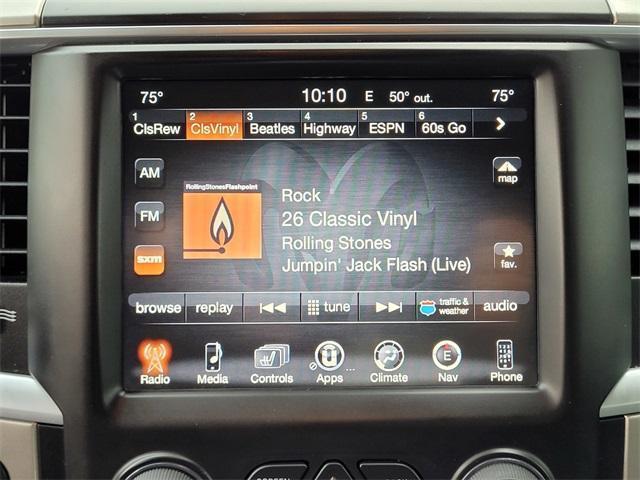 75° 10:10 E 50° out. 75°
1 2 3 4 5 6
ClsRew ClsVinyl Beatles Highway ESPN 60s Go
AM
FM
sxm
RollingStonesFlashpoint
Rock
26 Classic Vinyl
Rolling Stones
Jumpin' Jack Flash (Live)
map
fav.
browse replay tune traffic & weather audio
Radio Media Controls Apps ... Climate E Nav Phone